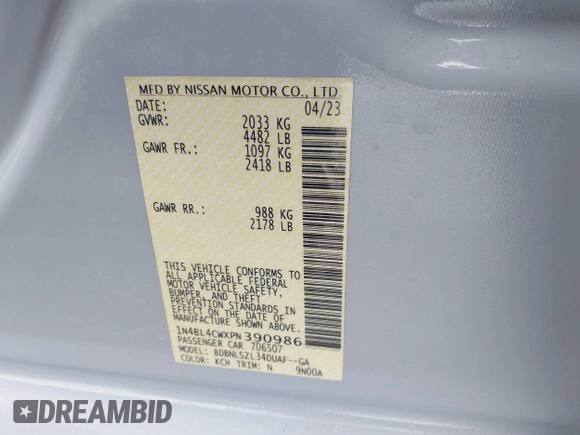 MFD BY NISSAN MOTOR CO., LTD.
DATE: 04/23
GVWR: 2033 KG
4482 LB
GAWR FR.: 1097 KG
2418 LB
GAWR RR.: 988 KG
2178 LB
THIS VEHICLE CONFORMS TO
ALL APPLICABLE FEDERAL
MOTOR VEHICLE SAFETY,
BUMPER, AND THEFT
PREVENTION STANDARDS IN
EFFECT ON THE DATE OF
MANUFACTURE SHOWN ABOVE.
1N4BL4CWXPN390986
PASSENGER CAR 706507
MODEL: BDBNLSZL34DUAF--GA
COLOR: KCH TRIM: N 9N00A
DREAMBID